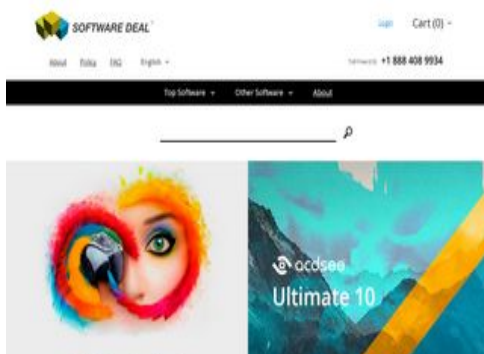 SOFTWARE DEAL
Login Cart (0)
About Policy FAQ English
+1 888 408 9934
Top Software Other Software About
acdsee
Ultimate 10